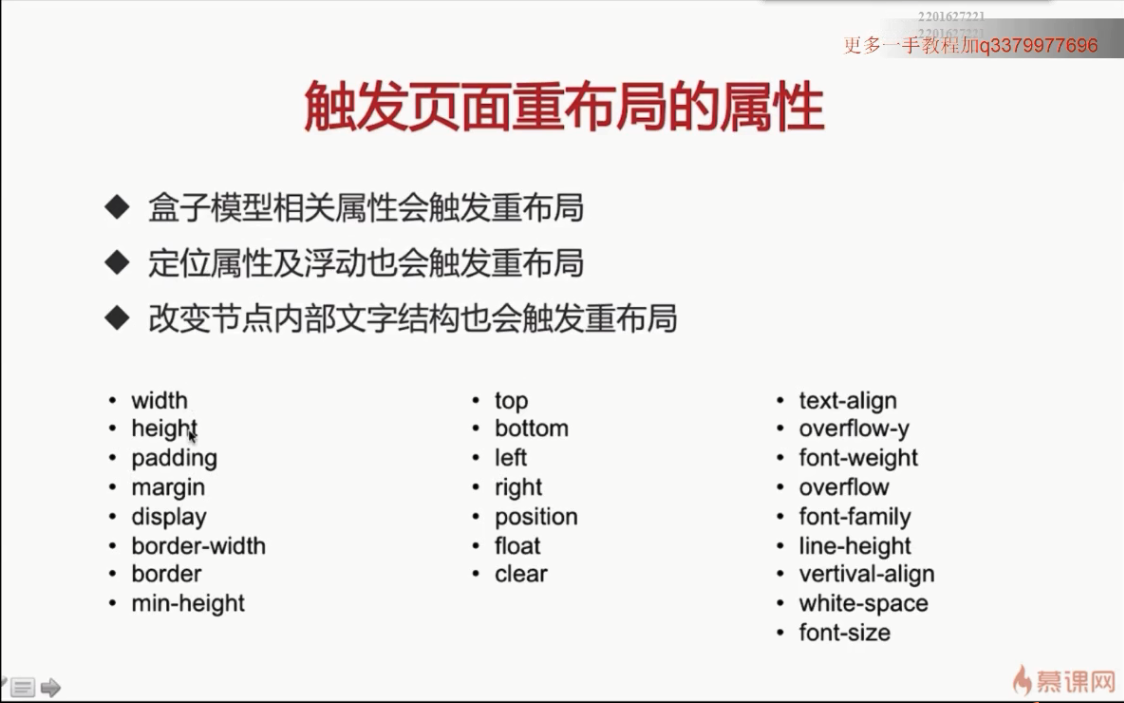 2201627221
2201627221
更多一手教程加q3379977696
触发页面重布局的属性
盒子模型相关属性会触发重布局
定位属性及浮动也会触发重布局
改变节点内部文字结构也会触发重布局
width
height
padding
margin
display
border-width
border
min-height
top
bottom
left
right
position
float
clear
text-align
overflow-y
font-weight
overflow
font-family
line-height
vertival-align
white-space
font-size
慕课网